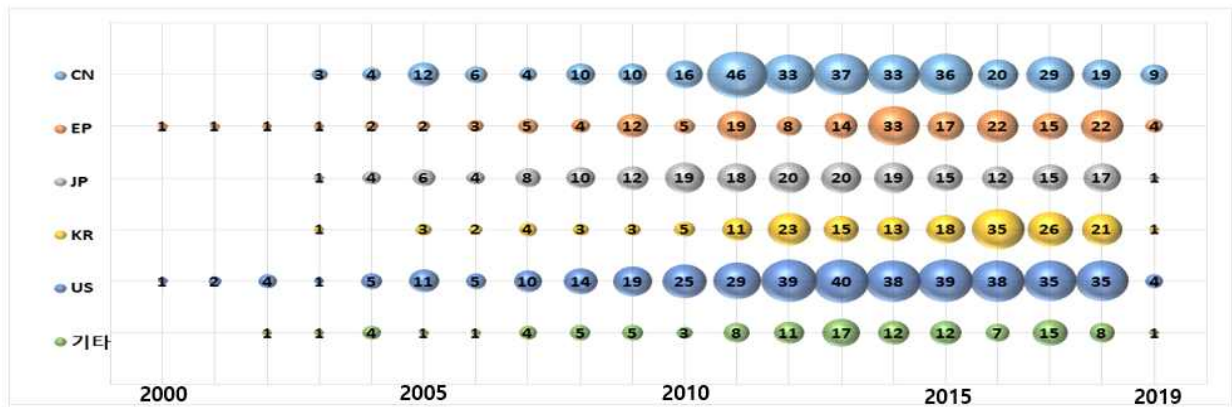 CN 3 4 12 6 4 10 10 16 46 33 37 33 36 20 29 19 9
EP 1 1 1 1 2 2 3 5 4 12 5 19 8 14 33 17 22 15 22 4
JP 1 4 6 4 8 10 12 19 18 20 20 19 15 12 15 17 1
KR 1 3 2 4 3 3 5 11 23 15 13 18 35 26 21 1
US 1 2 4 1 5 11 5 10 14 19 25 29 39 40 38 39 38 35 35 4
기타 1 1 4 1 1 4 5 5 3 8 11 17 12 12 7 15 8 1
2000 2005 2010 2015 2019